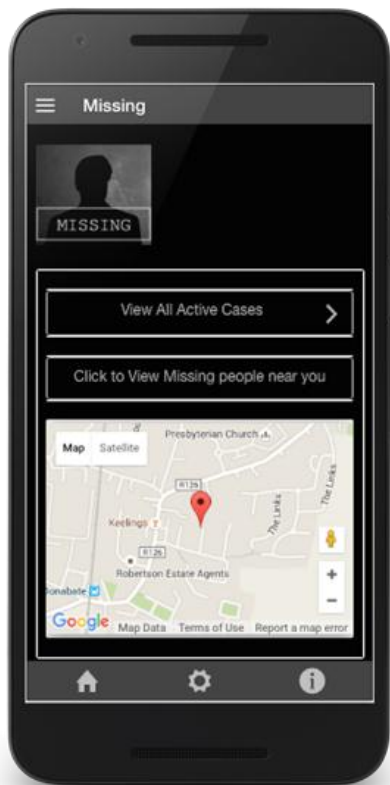 Missing
MISSING
View All Active Cases
Click to View Missing people near you
Map Satellite
Presbyterian Church
R126
The Links
The Links
Keelings
R126
Robertson Estate Agents
Donabate
Google Map Data Terms of Use Report a map error